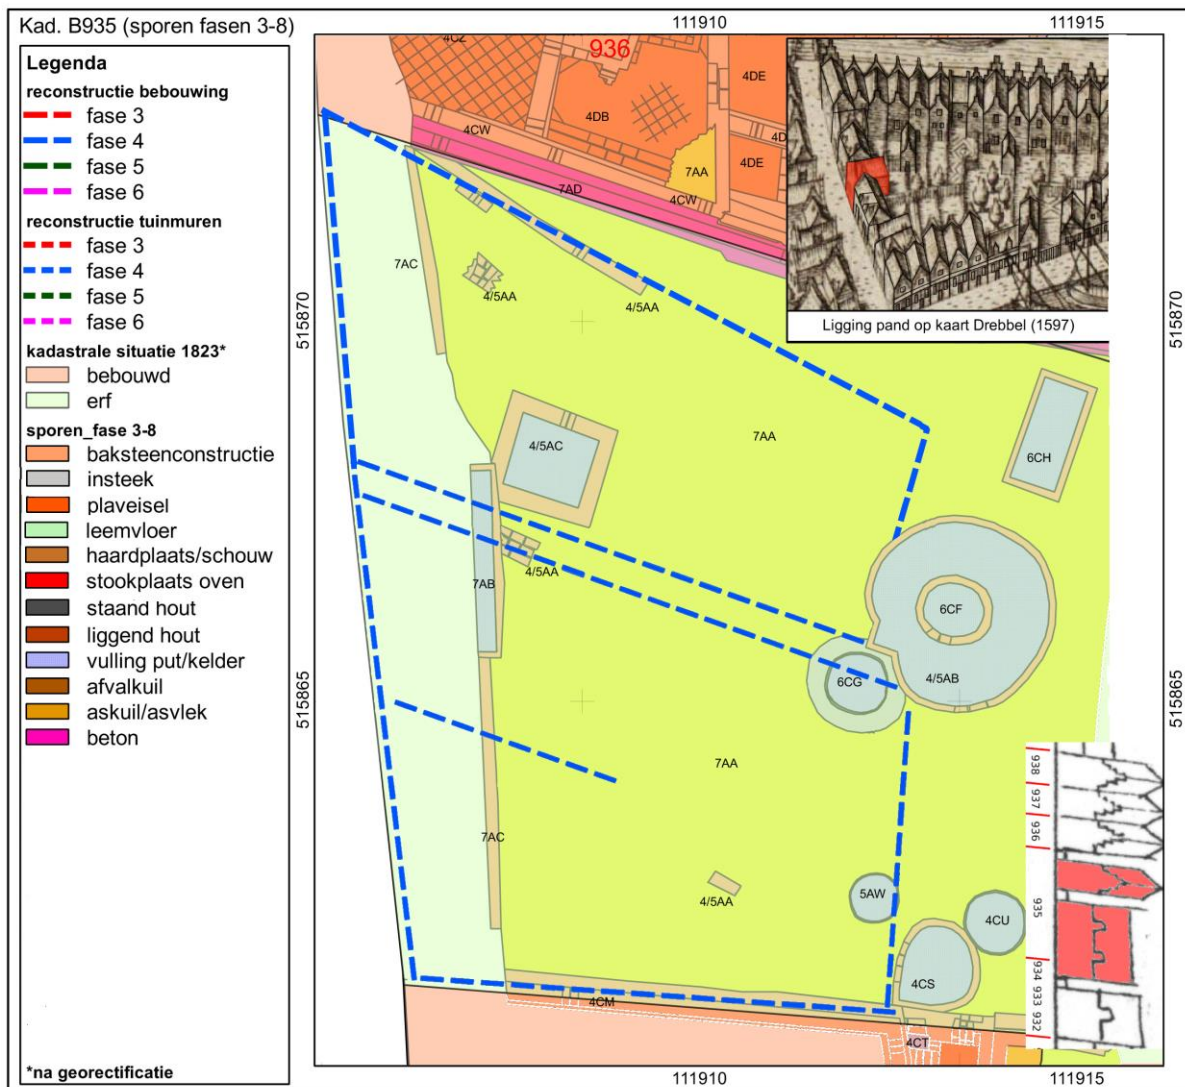 Kad. B935 (sporen fasen 3-8)
111910
111915
Legenda
reconstructie bebouwing
fase 3
fase 4
fase 5
fase 6
reconstructie tuinmuren
fase 3
fase 4
fase 5
fase 6
kadastrale situatie 1823*
bebouwd
erf
sporen_fase 3-8
baksteenconstructie
insteek
plaveisel
leemvloer
haardplaats/schouw
stookplaats oven
staand hout
liggend hout
vulling put/kelder
afvalkuil
askuil/asvlek
beton
*na georectificatie
4CZ
936
4DE
4DB
4CW
4D
4DE
7AA
7AD
4CW
Ligging pand op kaart Drebbel (1597)
515870
515870
7AC
4/5AA
4/5AA
7AA
4/5AC
6CH
4/5AA
7AB
6CF
6CG
4/5AB
515865
515865
7AA
7AC
4/5AA
5AW
4CU
4CS
4CM
4CT
938
937
936
935
934
933
932
111910
111915